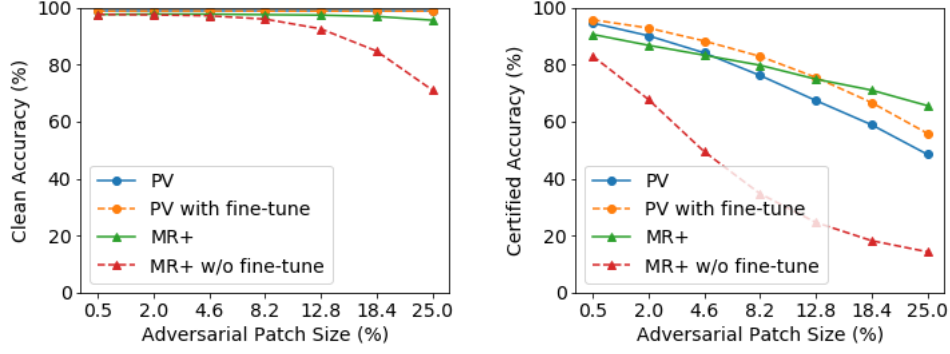 100
80
60
40
20
0
Clean Accuracy (%)
PV
PV with fine-tune
MR+
MR+ w/o fine-tune
0.5 2.0 4.6 8.2 12.8 18.4 25.0
Adversarial Patch Size (%)
100
80
60
40
20
0
Certified Accuracy (%)
PV
PV with fine-tune
MR+
MR+ w/o fine-tune
0.5 2.0 4.6 8.2 12.8 18.4 25.0
Adversarial Patch Size (%)